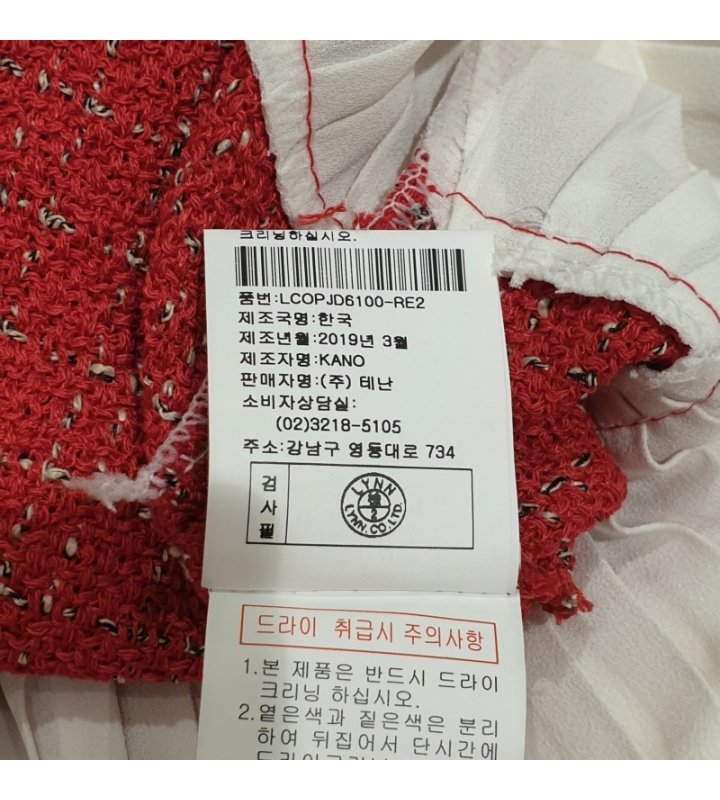 크리닝하실시오.
품번:LCOPJD6100-RE2
제조국명:한국
제조년월:2019년 3월
제조자명:KANO
판매자명:(주) 테난
소비자상담실:
(02)3218-5105
주소:강남구 영동대로 734
검사필
LYNN
LYNN.CO.LTD.
드라이 취급시 주의사항
1.본 제품은 반드시 드라이
크리닝 하십시오.
2.옅은색과 짙은색은 분리
하여 뒤집어서 단시간에